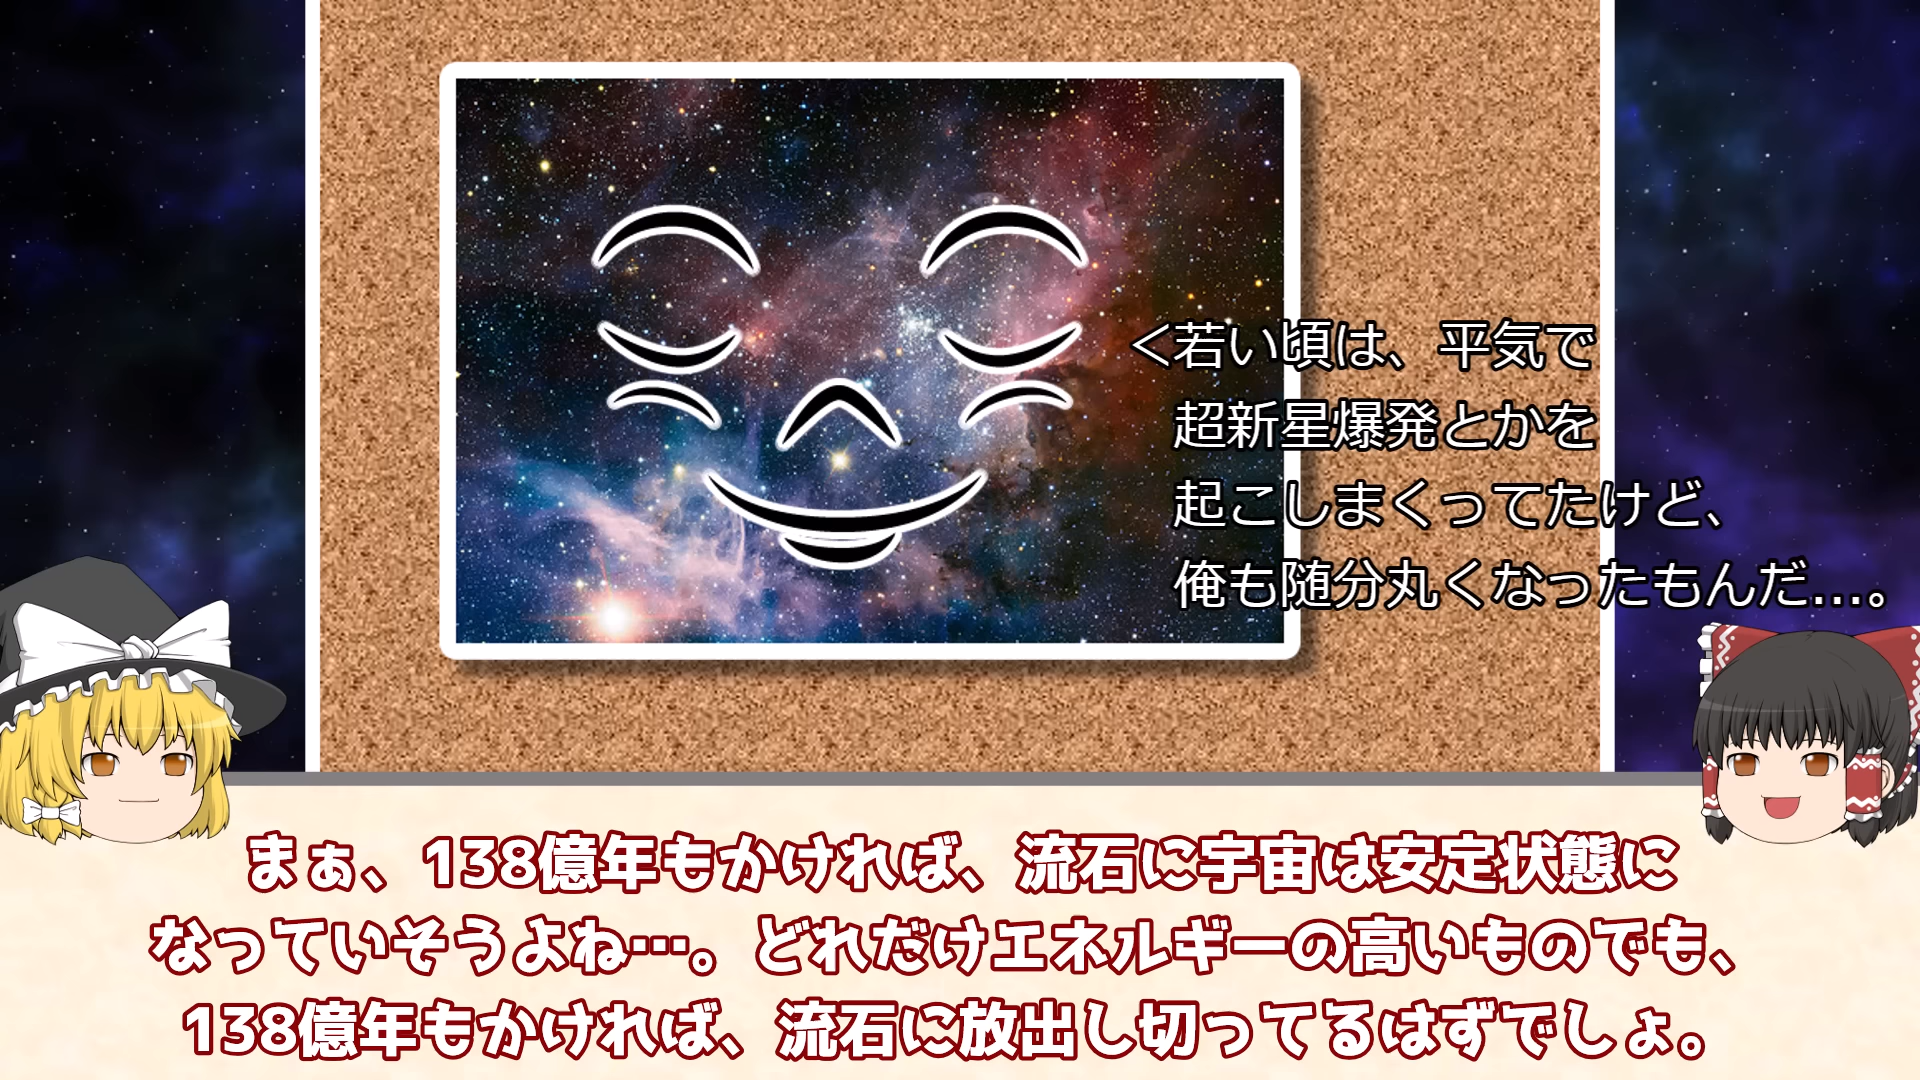 <若い頃は、平気で
超新星爆発とかを
起こしまくってたけど、
俺も随分丸くなったもんだ…。
まぁ、138億年もかければ、流石に宇宙は安定状態に
なっていそうよね…。どれだけエネルギーの高いものでも、
138億年もかければ、流石に放出し切ってるはずでしょ。